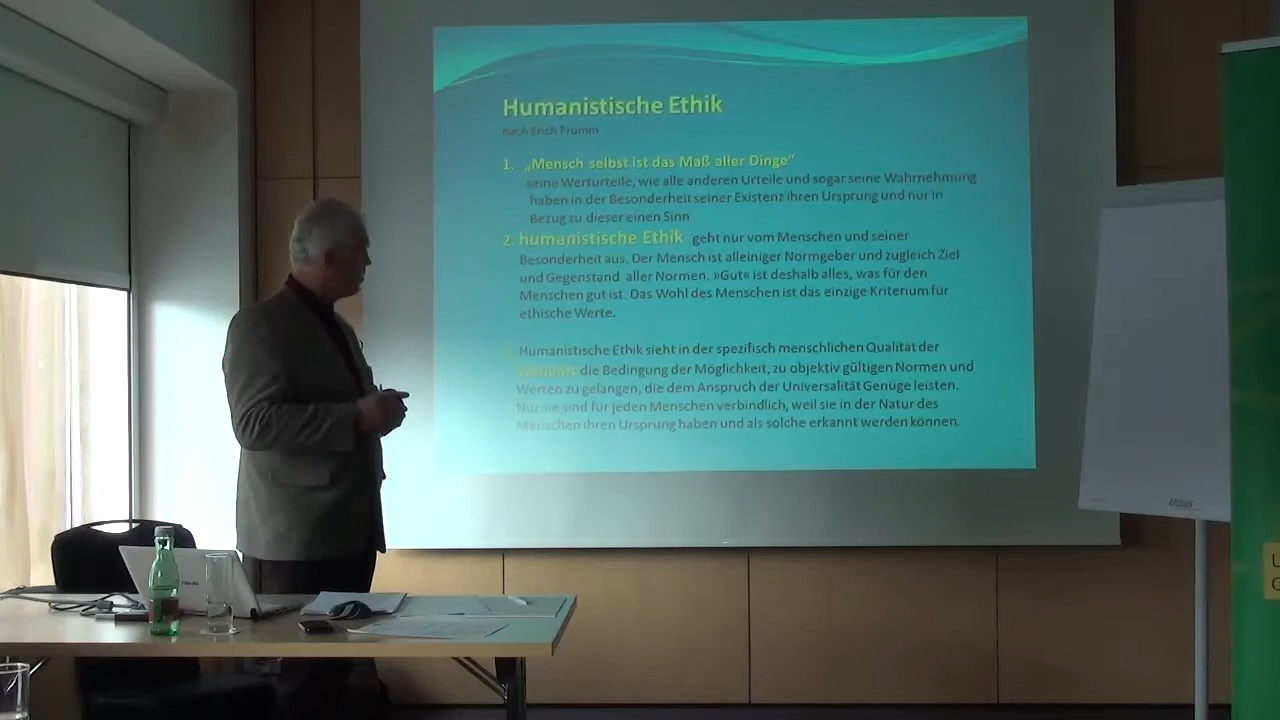 Humanistische Ethik
nach Erich Fromm
1. „Mensch selbst ist das Maß aller Dinge"
seine Werturteile, wie alle anderen Urteile und sogar seine Wahrnehmung
haben in der Besonderheit seiner Existenz ihren Ursprung und nur in
Bezug zu dieser einen Sinn
2. humanistische Ethik geht nur vom Menschen und seiner
Besonderheit aus. Der Mensch ist alleiniger Normgeber und zugleich Ziel
und Gegenstand aller Normen. »Gut« ist deshalb alles, was für den
Menschen gut ist. Das Wohl des Menschen ist das einzige Kriterium für
ethische Werte.
Humanistische Ethik sieht in der spezifisch menschlichen Qualität der
Vernunft die Bedingung der Möglichkeit, zu objektiv gültigen Normen und
Werten zu gelangen, die dem Anspruch der Universalität Genüge leisten.
Nur sie sind für jeden Menschen verbindlich, weil sie in der Natur des
Menschen ihren Ursprung haben und als solche erkannt werden können.